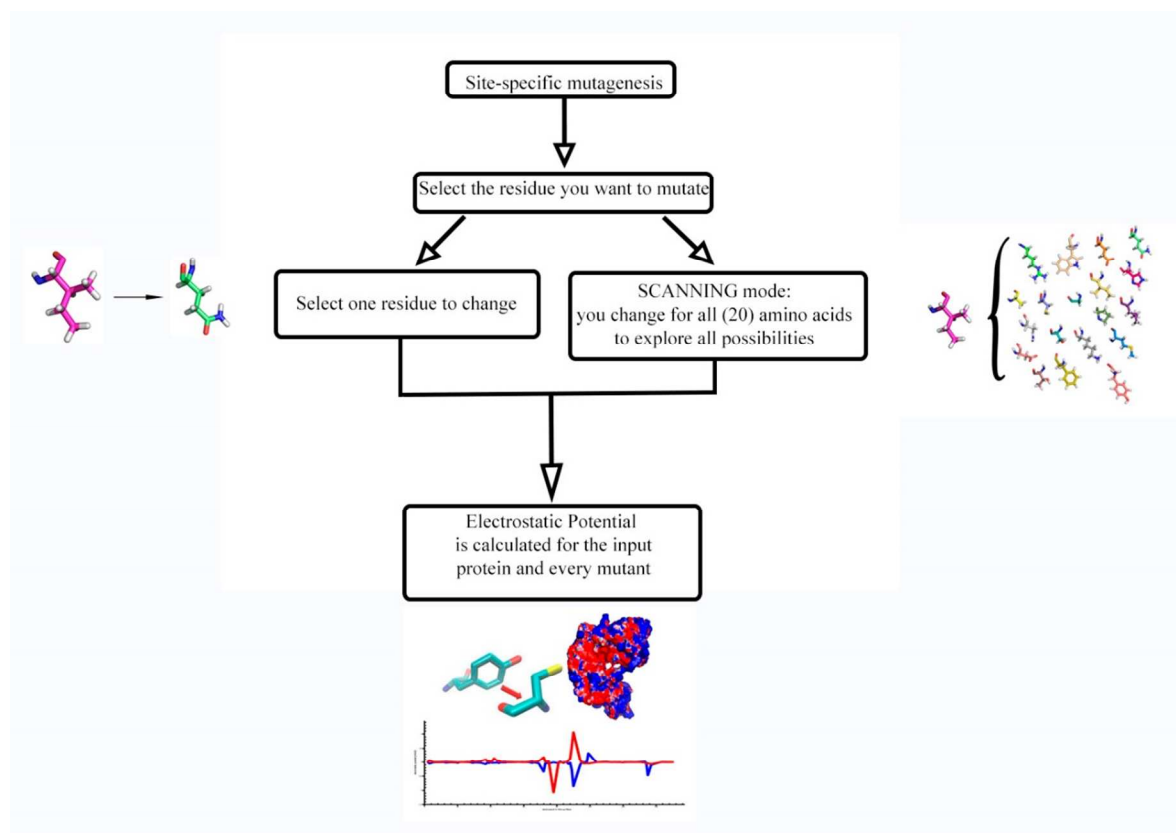 Site-specific mutagenesis
Select the residue you want to mutate
Select one residue to change
SCANNING mode:
you change for all (20) amino acids
to explore all possibilities
Electrostatic Potential
is calculated for the input
protein and every mutant